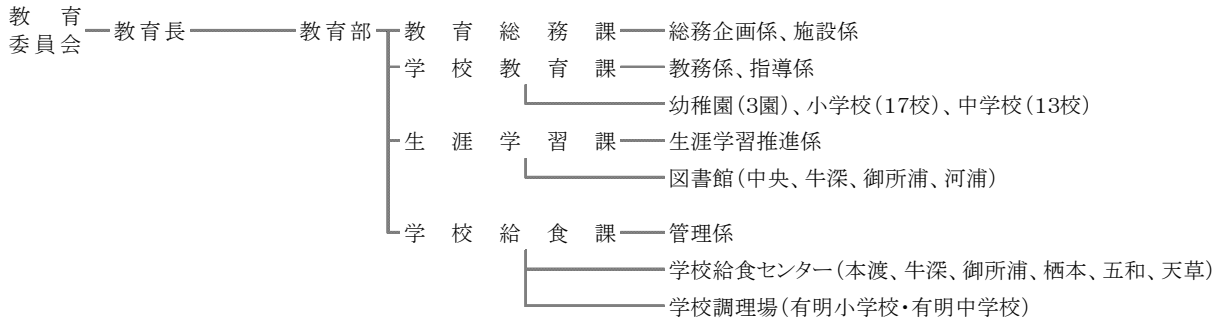 教育委員会 教育長 教育部 教育総務課 総務企画係、施設係
学校教育課 教務係、指導係
幼稚園（3園）、小学校（17校）、中学校（13校）
生涯学習課 生涯学習推進係
図書館（中央、牛深、御所浦、河浦）
学校給食課 管理係
学校給食センター（本渡、牛深、御所浦、栖本、五和、天草）
学校調理場（有明小学校・有明中学校）